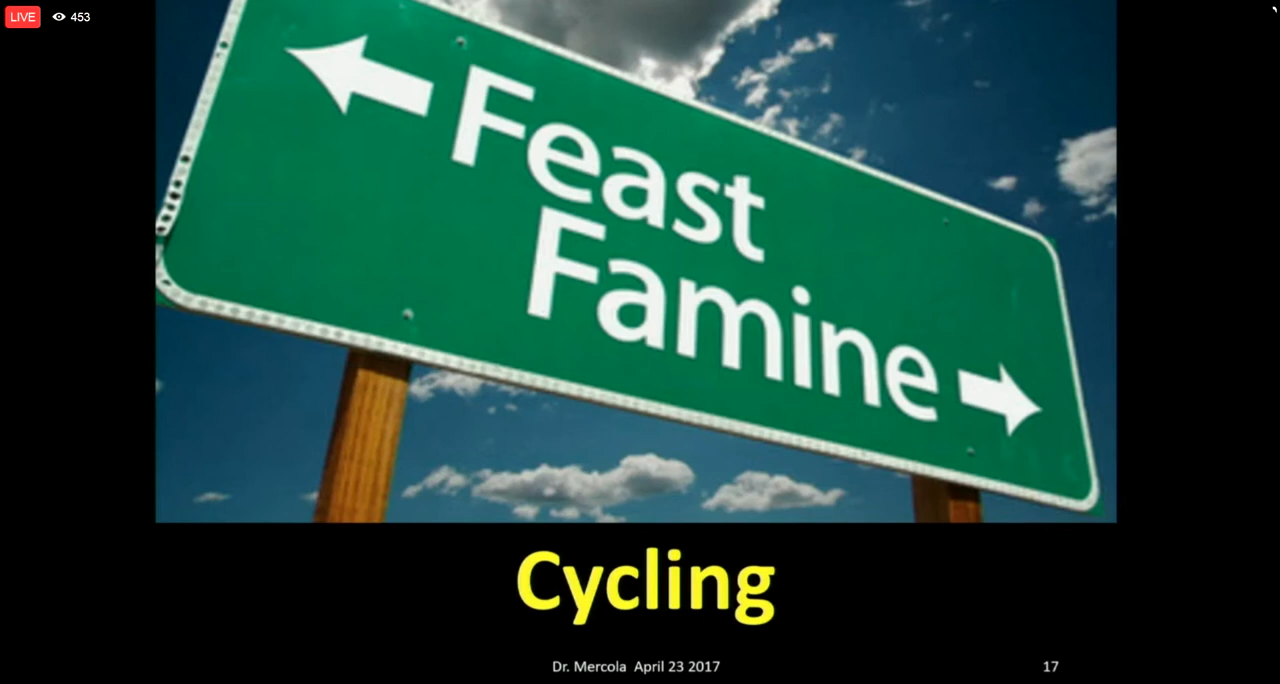 LIVE 453
Feast
Famine
Cycling
Dr. Mercola April 23 2017 17